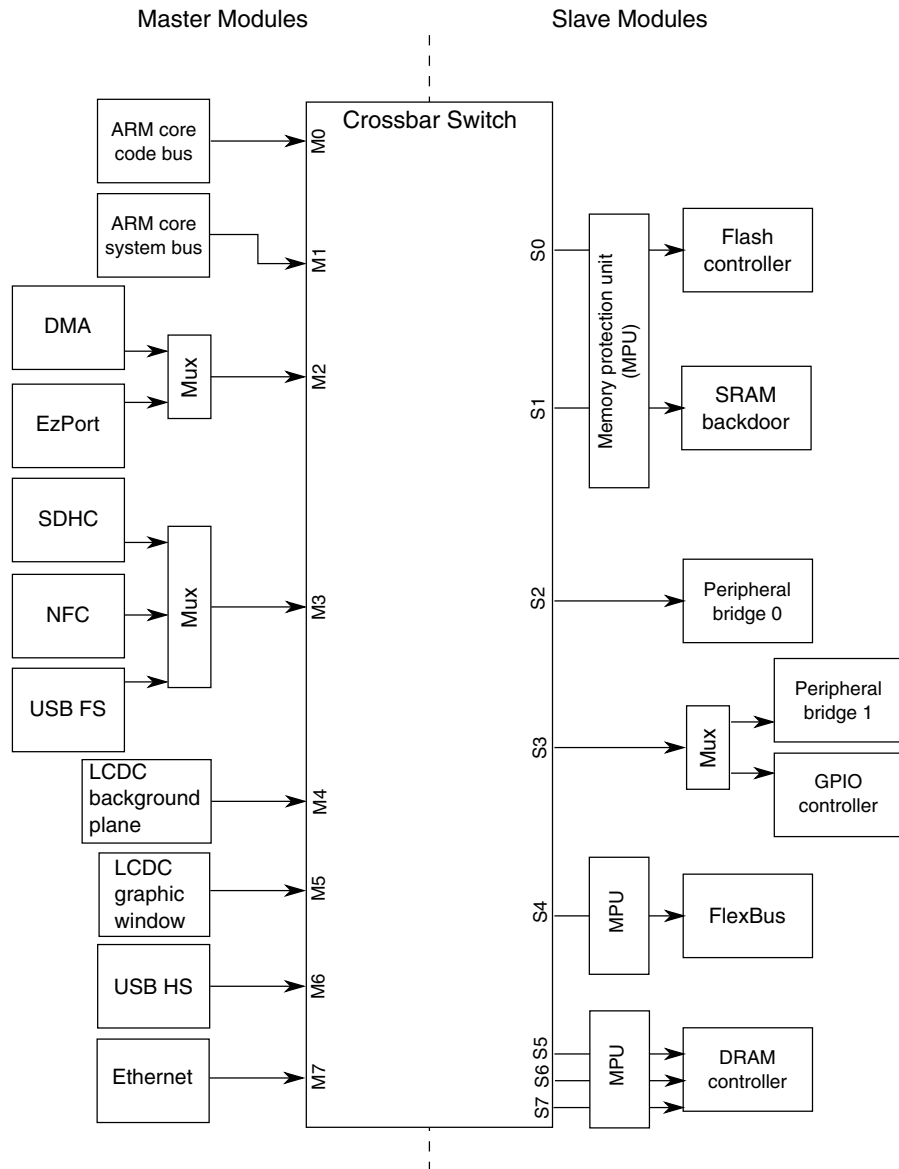 Master Modules
Slave Modules
Crossbar Switch
ARM core
code bus
M0
ARM core
system bus
M1
DMA
EzPort
Mux
M2
SDHC
NFC
USB FS
Mux
M3
LCDC
background
plane
M4
LCDC
graphic
window
M5
USB HS
M6
Ethernet
M7
S0
Memory protection unit
(MPU)
Flash
controller
S1
SRAM
backdoor
S2
Peripheral
bridge 0
S3
Mux
Peripheral
bridge 1
GPIO
controller
S4
MPU
FlexBus
S5
S6
S7
MPU
DRAM
controller